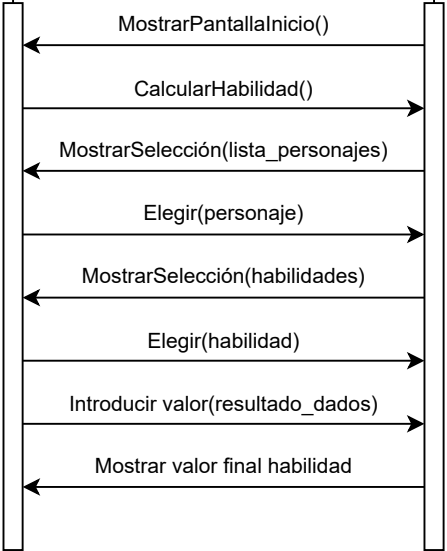 MostrarPantallaInicio()
CalcularHabilidad()
MostrarSelección(lista_personajes)
Elegir(personaje)
MostrarSelección(habilidades)
Elegir(habilidad)
Introducir valor(resultado_dados)
Mostrar valor final habilidad